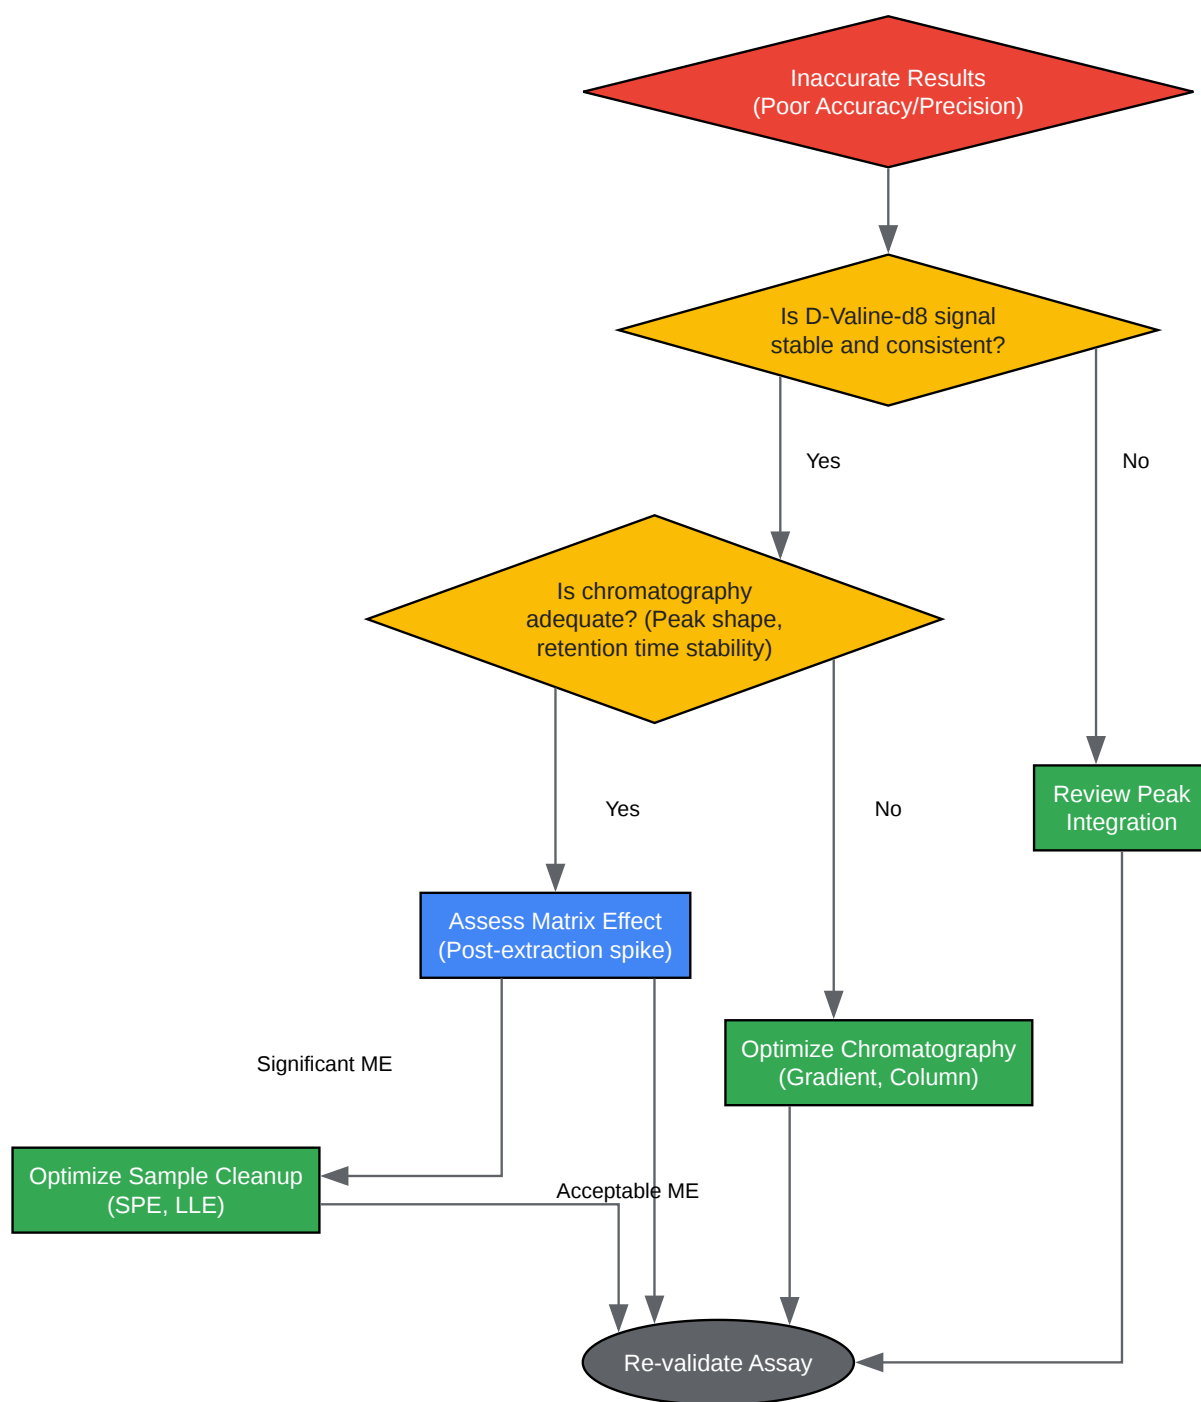 Inaccurate Results
(Poor Accuracy/Precision)
Is D-Valine-d8 signal
stable and consistent?
Yes
No
Is chromatography
adequate? (Peak shape,
retention time stability)
Review Peak
Integration
Yes
No
Assess Matrix Effect
(Post-extraction spike)
Optimize Chromatography
(Gradient, Column)
Significant ME
Optimize Sample Cleanup
(SPE, LLE)
Acceptable ME
Re-validate Assay